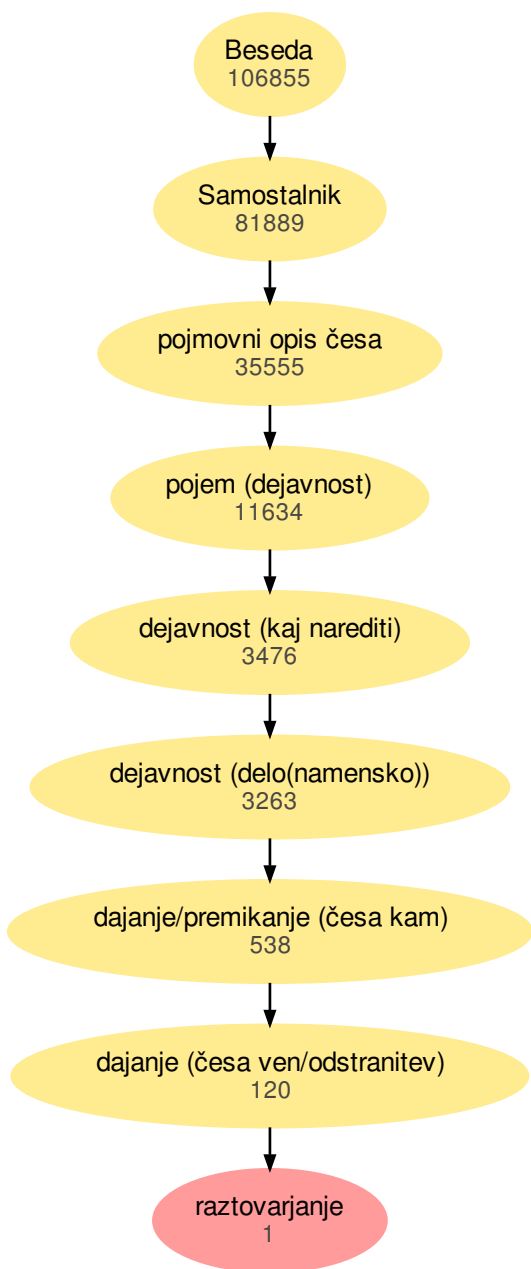 Beseda
106855
Samostalnik
81889
pojmovni opis česa
35555
pojem (dejavnost)
11634
dejavnost (kaj narediti)
3476
dejavnost (delo(namensko))
3263
dajanje/premikanje (česa kam)
538
dajanje (česa ven/odstranitev)
120
raztovarjanje
1